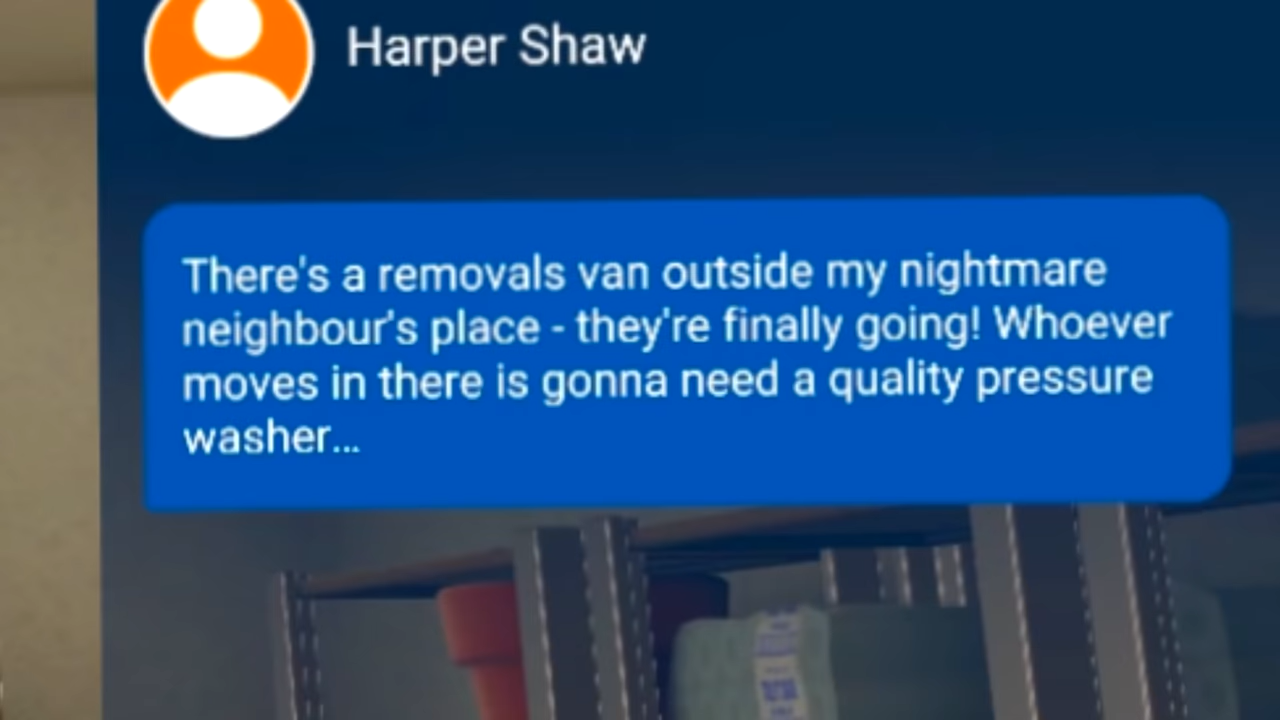 Harper Shaw
There's a removals van outside my nightmare
neighbour's place - they're finally going! Whoever
moves in there is gonna need a quality pressure
washer...